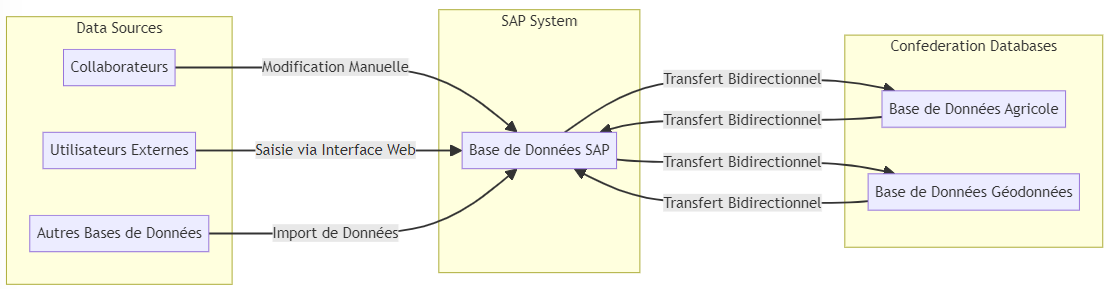 Data Sources
Collaborateurs
Utilisateurs Externes
Autres Bases de Données
Modification Manuelle
Saisie via Interface Web
Import de Données
SAP System
Base de Données SAP
Transfert Bidirectionnel
Transfert Bidirectionnel
Transfert Bidirectionnel
Transfert Bidirectionnel
Confederation Databases
Base de Données Agricole
Base de Données Géodonnées